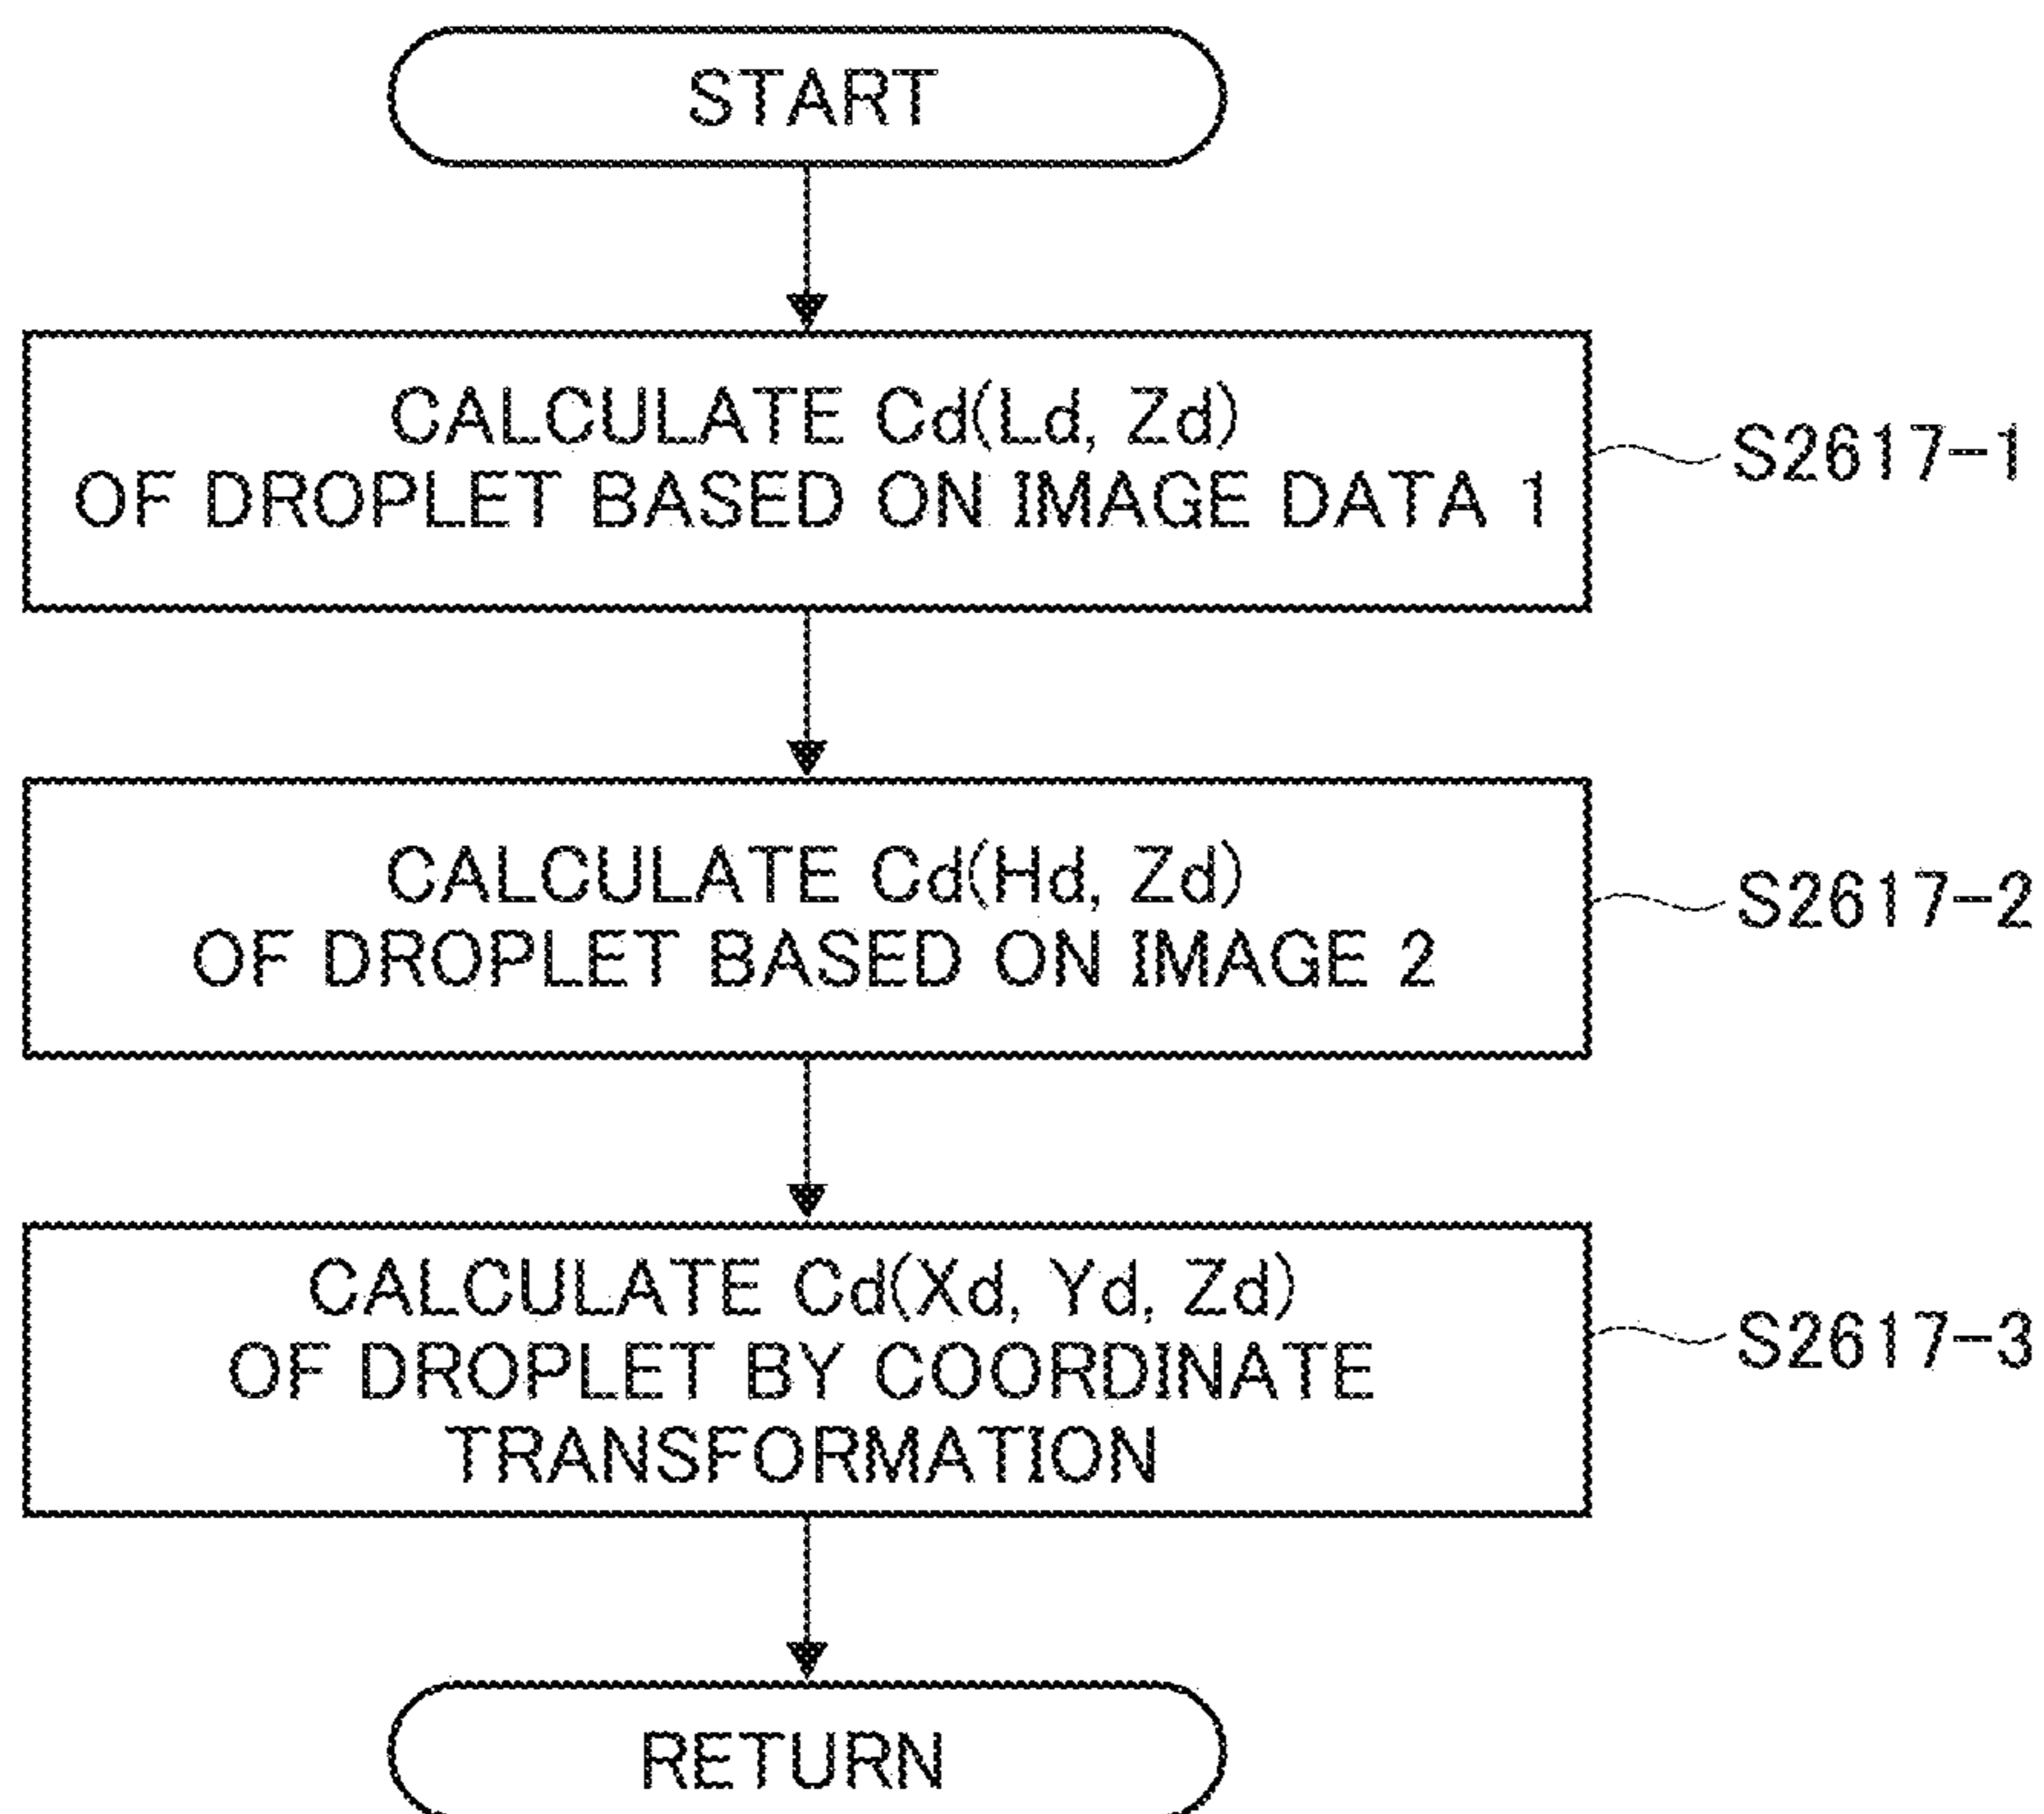 START
CALCULATE Cd(Ld, Zd)
OF DROPLET BASED ON IMAGE DATA 1
S2617-1
CALCULATE Cd(Hd, Zd)
OF DROPLET BASED ON IMAGE 2
S2617-2
CALCULATE Cd(Xd, Yd, Zd)
OF DROPLET BY COORDINATE
TRANSFORMATION
S2617-3
RETURN